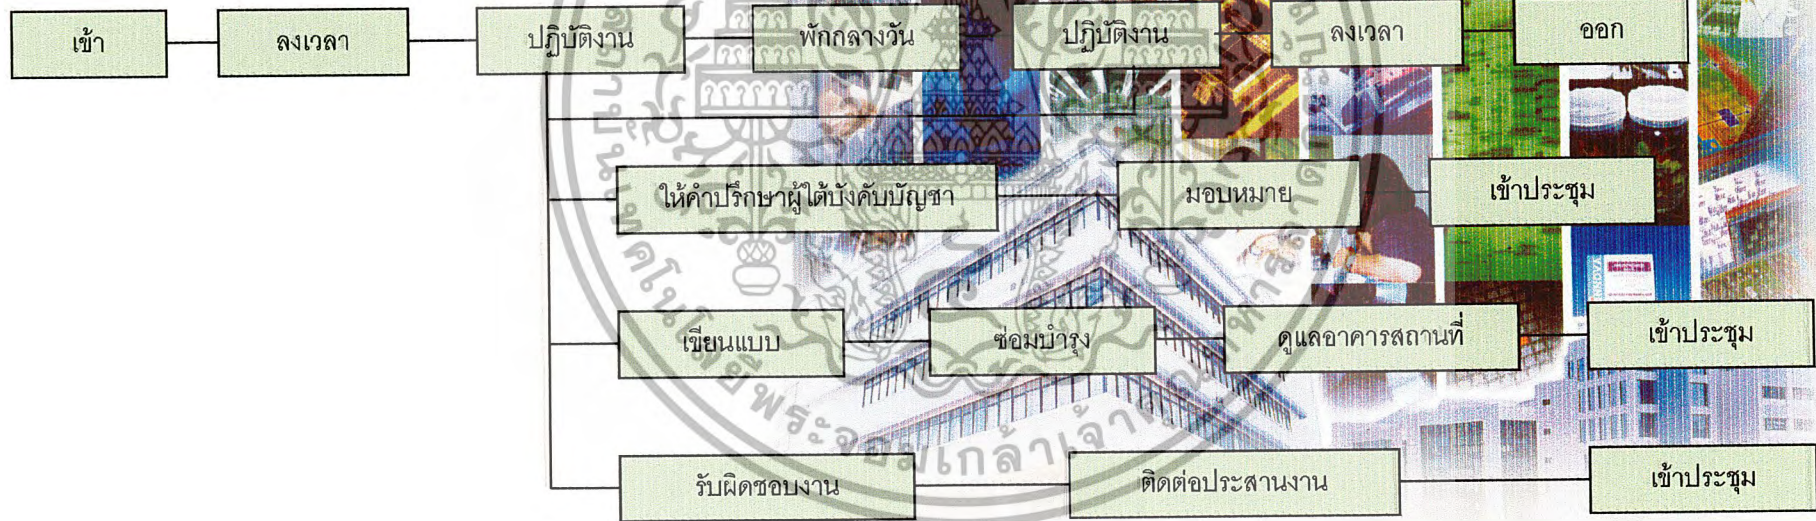 เข้า ลงเวลา ปฏิบัติงาน พักกลางวัน ปฏิบัติงาน ลงเวลา ออก
ให้คำปรึกษาผู้ใต้บังคับบัญชา มอบหมาย เข้าประชุม
เขียนแบบ ซ่อมบำรุง ดูแลอาคารสถานที่ เข้าประชุม
รับผิดชอบงาน ติดต่อประสานงาน เข้าประชุม